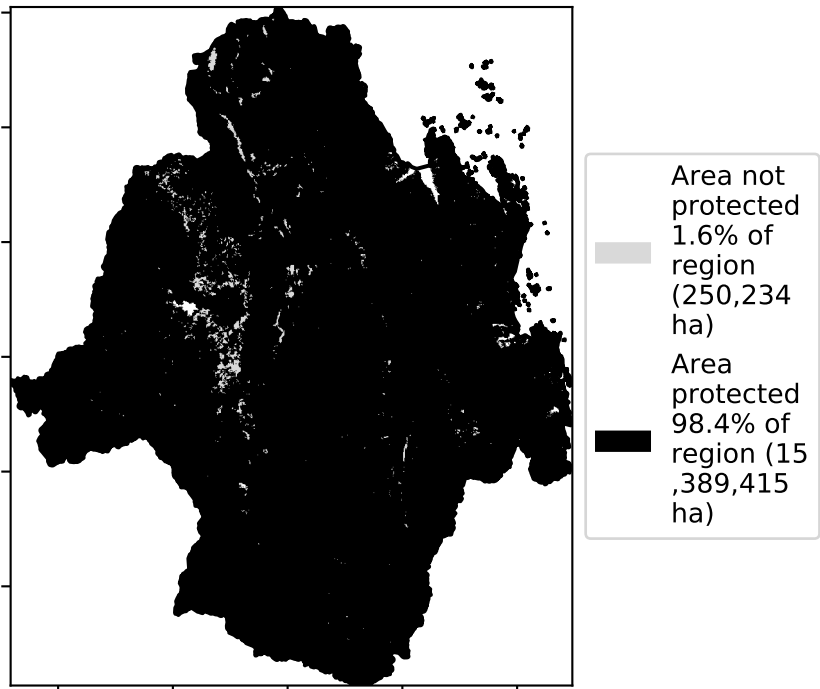 Area not
protected
1.6% of
region
(250,234
ha)
Area
protected
98.4% of
region (15
,389,415
ha)